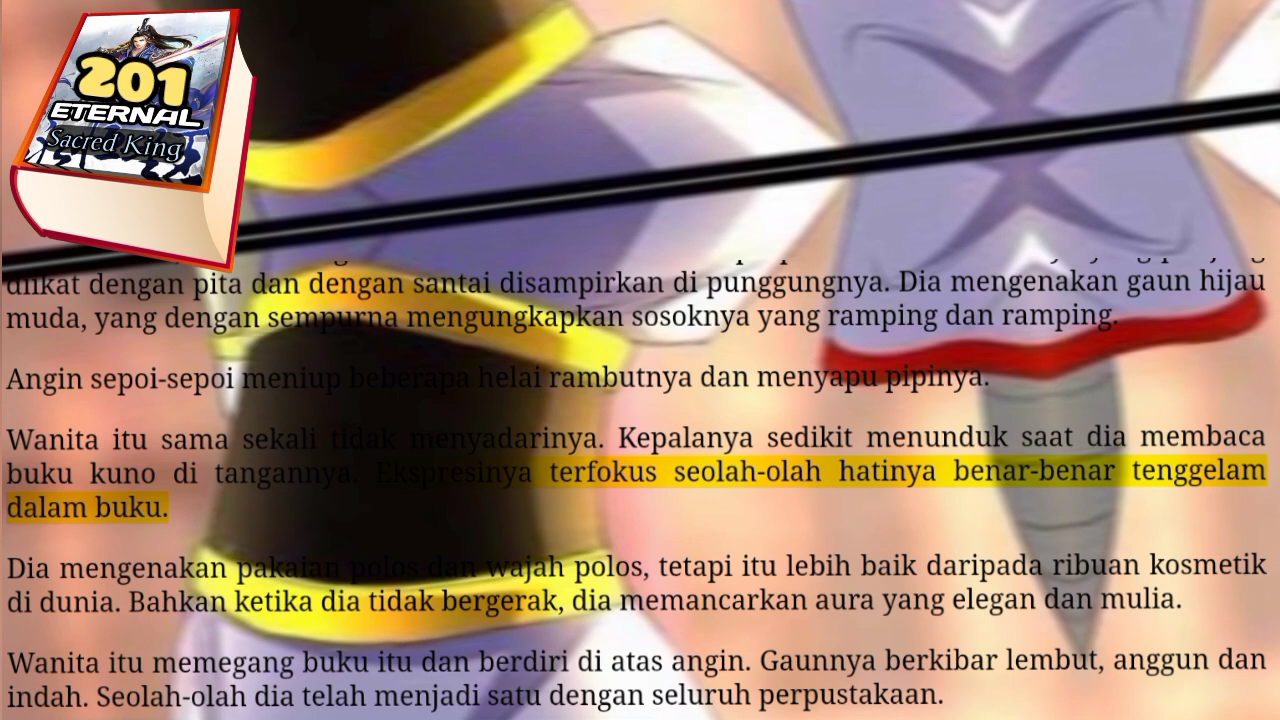 201
ETERNAL
Sacred King
diikat dengan pita dan dengan santai disampirkan di punggungnya. Dia mengenakan gaun hijau
muda, yang dengan sempurna mengungkapkan sosoknya yang ramping dan ramping.
Angin sepoi-sepoi meniup beberapa helai rambutnya dan menyapu pipinya.
Wanita itu sama sekali tidak menyadarinya. Kepalanya sedikit menunduk saat dia membaca
buku kuno di tangannya. Ekspresinya terfokus seolah-olah hatinya benar-benar tenggelam
dalam buku.
Dia mengenakan pakaian polos dan wajah polos, tetapi itu lebih baik daripada ribuan kosmetik
di dunia. Bahkan ketika dia tidak bergerak, dia memancarkan aura yang elegan dan mulia.
Wanita itu memegang buku itu dan berdiri di atas angin. Gaunnya berkibar lembut, anggun dan
indah. Seolah-olah dia telah menjadi satu dengan seluruh perpustakaan.